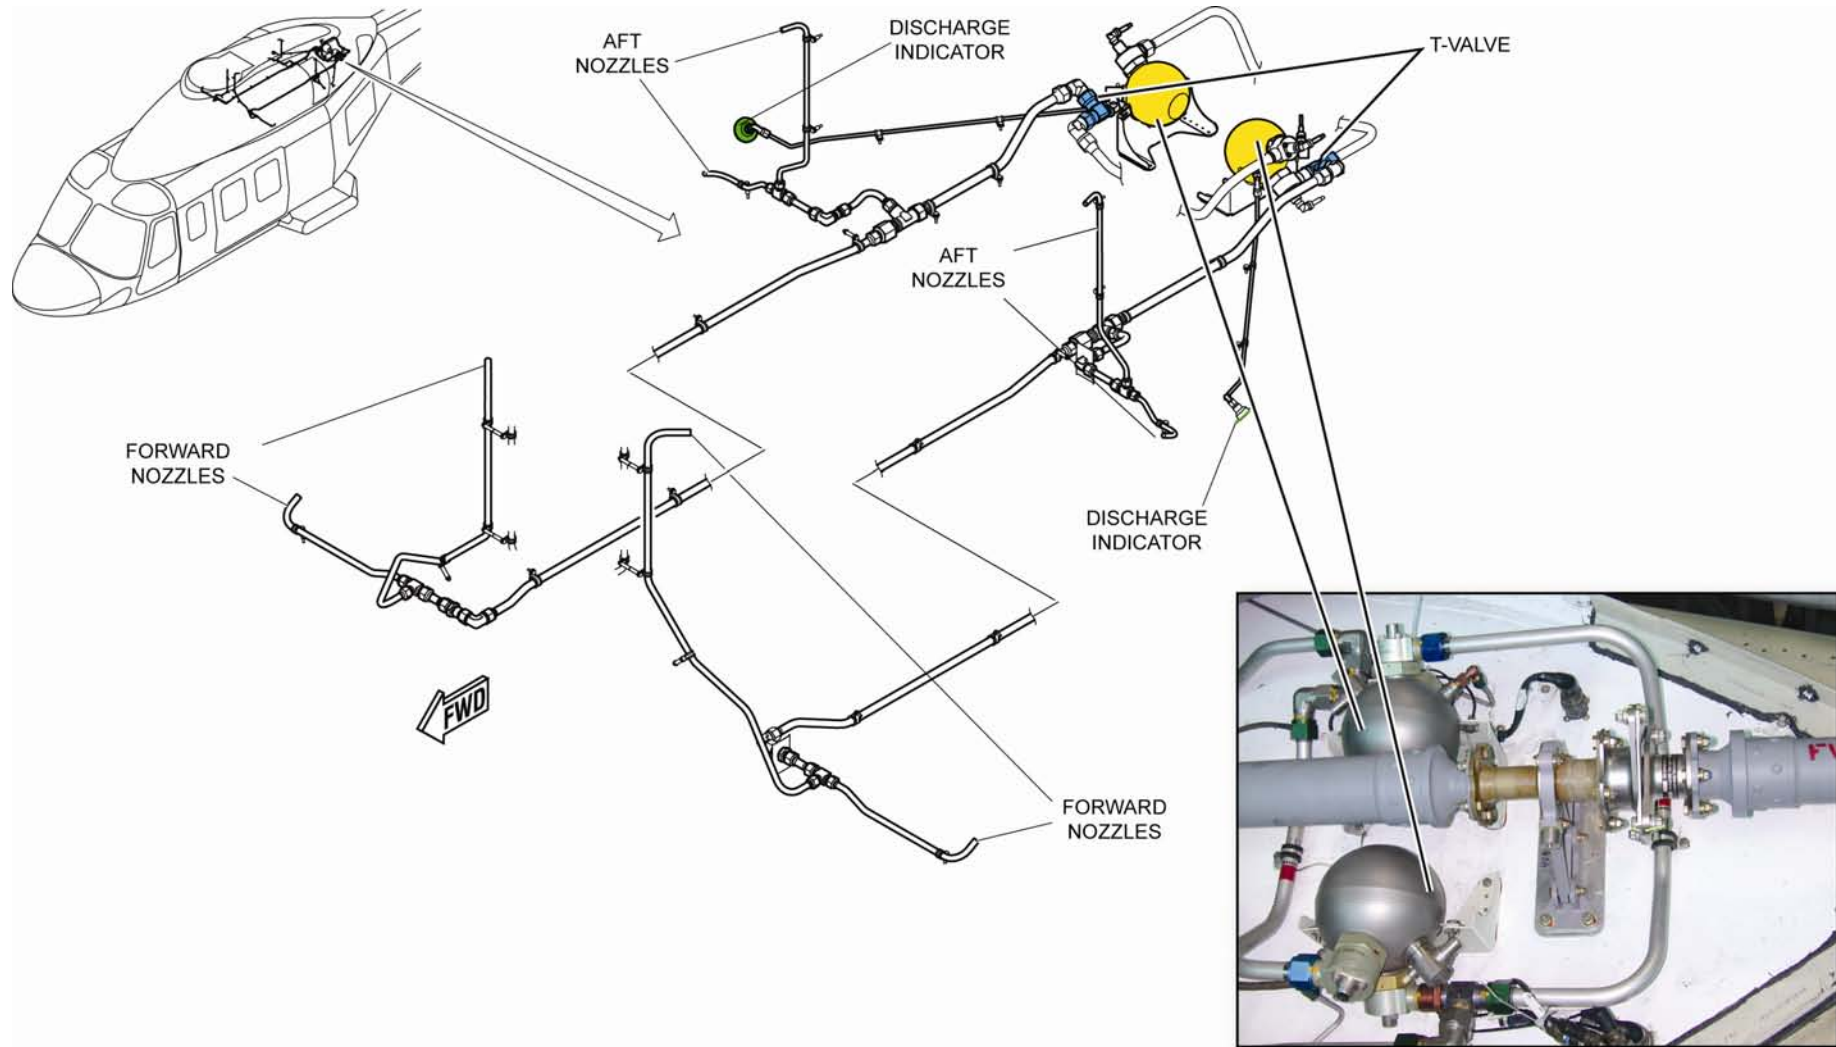 AFT
NOZZLES
DISCHARGE
INDICATOR
T-VALVE
AFT
NOZZLES
FORWARD
NOZZLES
DISCHARGE
INDICATOR
FWD
FORWARD
NOZZLES